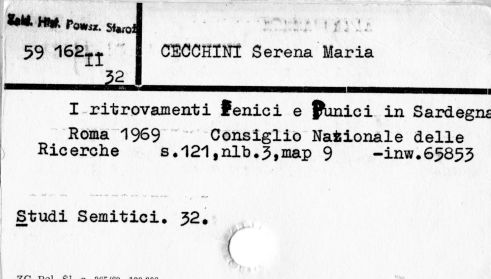 Zakł. Hist. Powsz. Staroż
59 162 II
32
CECCHINI Serena Maria
I ritrovamenti Fenici e Punici in Sardegna
Roma 1969 Consiglio Nazionale delle
Ricerche s.121,nlb.3,map 9 -inw.65853
Studi Semitici. 32.